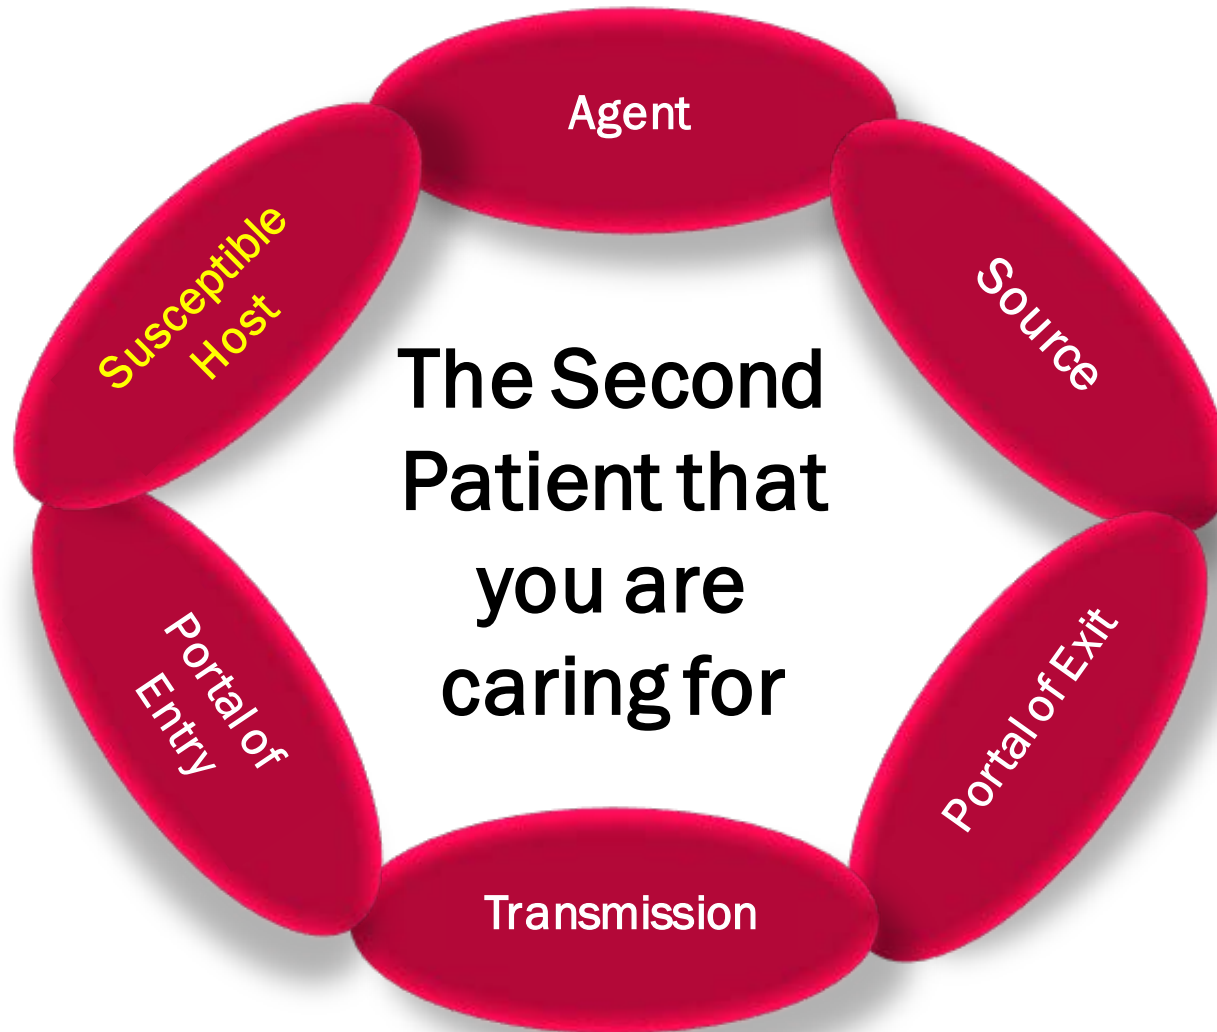 Agent
Source
Portal of Exit
Transmission
Portal of
Entry
Susceptible
Host
The Second
Patient that
you are
caring for